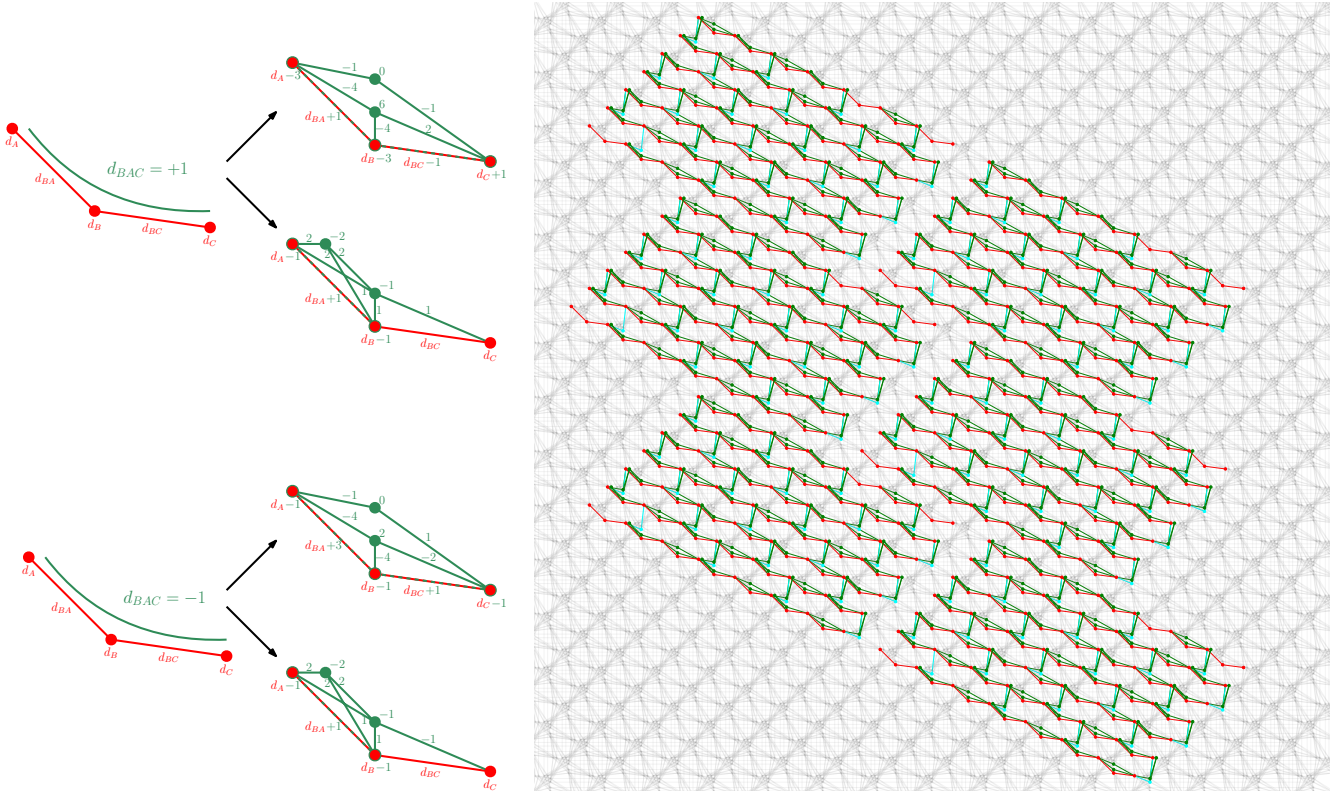 d_A
d_BA
d_B
d_BC
d_C
d_BAC = +1
d_A−3
−1
0
−4
6
−1
d_BA+1
−4
2
d_B−3
d_BC−1
d_C+1
2
−2
d_A−1
2
2
d_BA+1
1
−1
1
1
d_B−1
d_BC
d_C
d_A
d_BA
d_B
d_BC
d_C
d_BAC = −1
d_A−1
−1
0
−4
2
1
d_BA+3
−4
−2
d_B−1
d_BC+1
d_C−1
2
−2
d_A−1
2
2
d_BA+1
1
−1
1
−1
d_B−1
d_BC
d_C